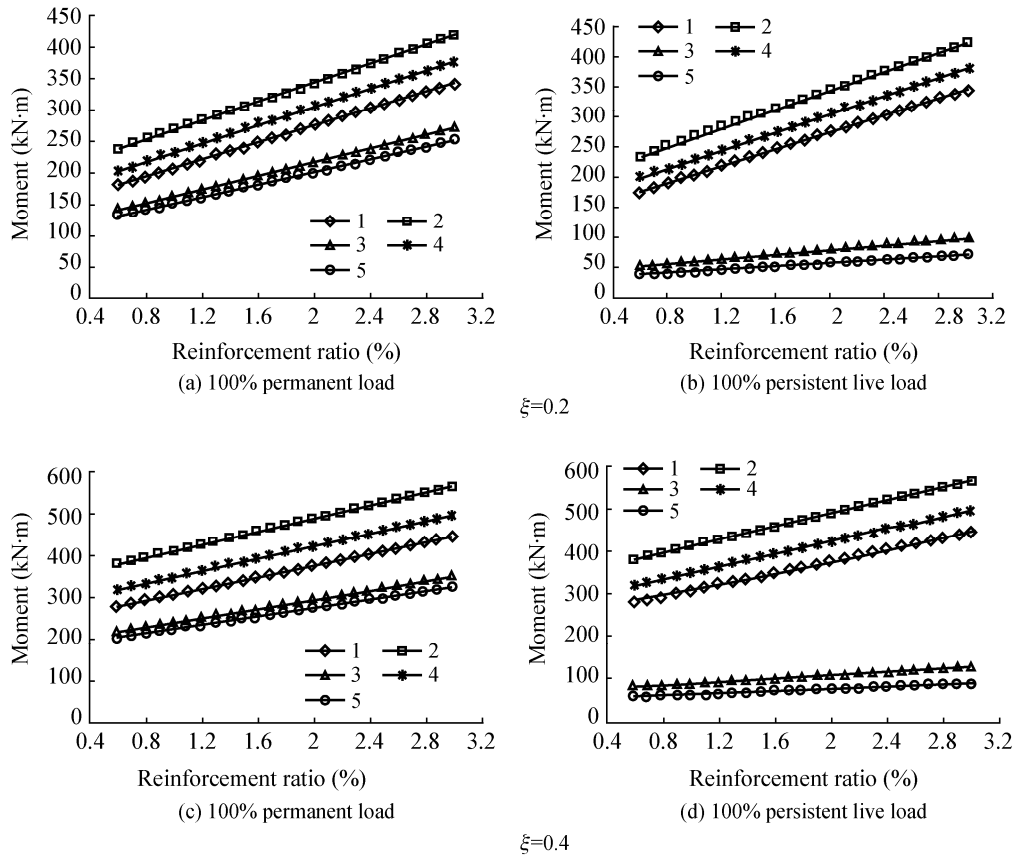 450
400
350
300
250
200
150
100
50
0
Moment (kN·m)
1 2
3 4
5
0.4 0.8 1.2 1.6 2 2.4 2.8 3.2
Reinforcement ratio (%)
(a) 100% permanent load
450
400
350
300
250
200
150
100
50
0
Moment (kN·m)
1 2
3 4
5
0.4 0.8 1.2 1.6 2 2.4 2.8 3.2
Reinforcement ratio (%)
(b) 100% persistent live load
ξ=0.2
600
500
400
300
200
100
0
Moment (kN·m)
1 2
3 4
5
0.4 0.8 1.2 1.6 2 2.4 2.8 3.2
Reinforcement ratio (%)
(c) 100% permanent load
600
500
400
300
200
100
0
Moment (kN·m)
1 2
3 4
5
0.4 0.8 1.2 1.6 2 2.4 2.8 3.2
Reinforcement ratio (%)
(d) 100% persistent live load
ξ=0.4